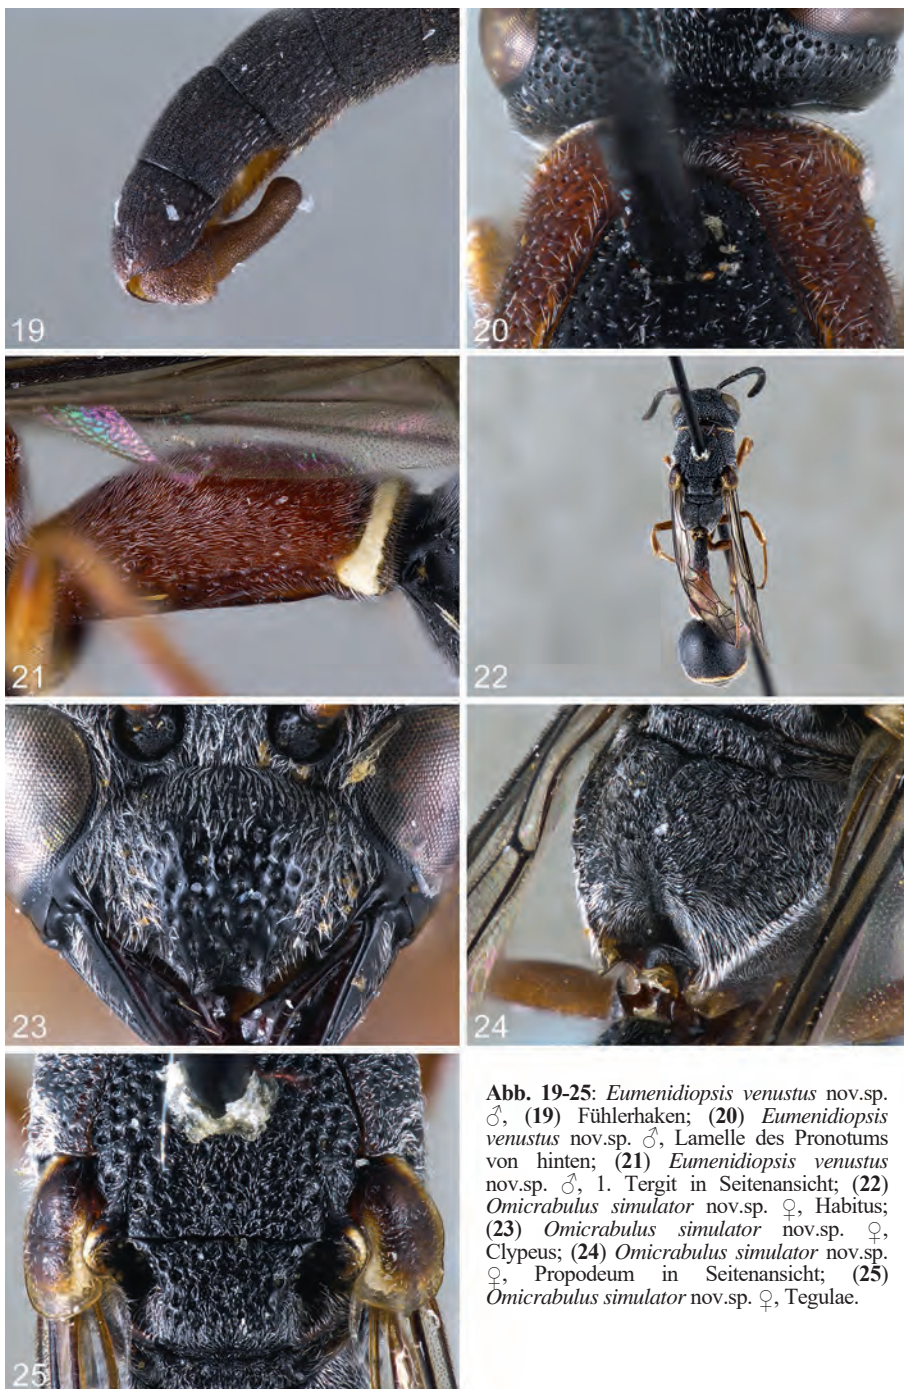 19
20
21
22
23
24
25
Abb. 19-25: Eumenidiopsis venustus nov.sp.
♂, (19) Fühlerhaken; (20) Eumenidiopsis
venustus nov.sp. ♂, Lamelle des Pronotums
von hinten; (21) Eumenidiopsis venustus
nov.sp. ♂, 1. Tergit in Seitenansicht; (22)
Omicrabulus simulator nov.sp. ♀, Habitus;
(23) Omicrabulus simulator nov.sp. ♀,
Clypeus; (24) Omicrabulus simulator nov.sp.
♀, Propodeum in Seitenansicht; (25)
Omicrabulus simulator nov.sp. ♀, Tegulae.